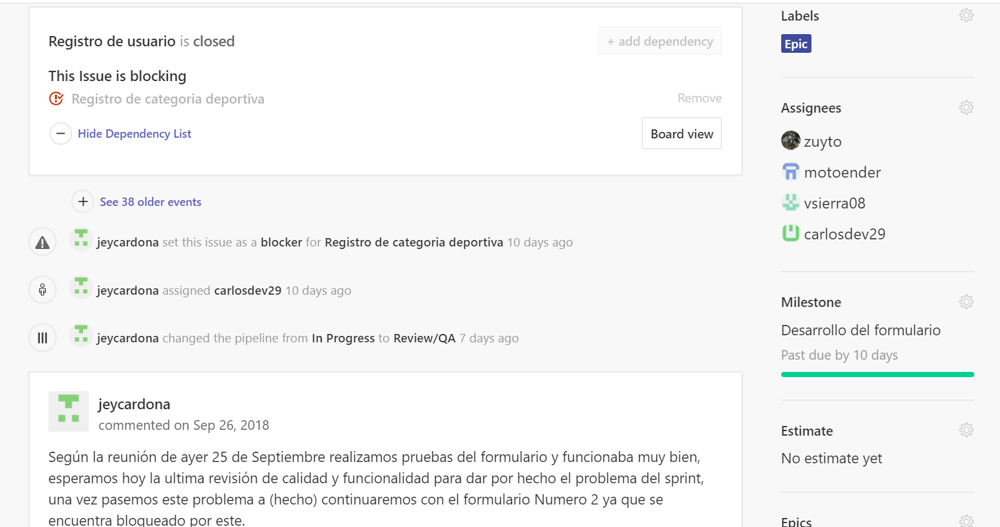 Registro de usuario is closed
+ add dependency
This Issue is blocking
Registro de categoria deportiva
Remove
Hide Dependency List
Board view
See 38 older events
jeycardona set this issue as a blocker for Registro de categoria deportiva 10 days ago
jeycardona assigned carlosdev29 10 days ago
jeycardona changed the pipeline from In Progress to Review/QA 7 days ago
jeycardona
commented on Sep 26, 2018
Según la reunión de ayer 25 de Septiembre realizamos pruebas del formulario y funcionaba muy bien,
esperamos hoy la ultima revisión de calidad y funcionalidad para dar por hecho el problema del sprint,
una vez pasemos este problema a (hecho) continuaremos con el formulario Numero 2 ya que se
encuentra bloqueado por este.
Labels
Epic
Assignees
zuyto
motoender
vsierra08
carlosdev29
Milestone
Desarrollo del formulario
Past due by 10 days
Estimate
No estimate yet
Epics